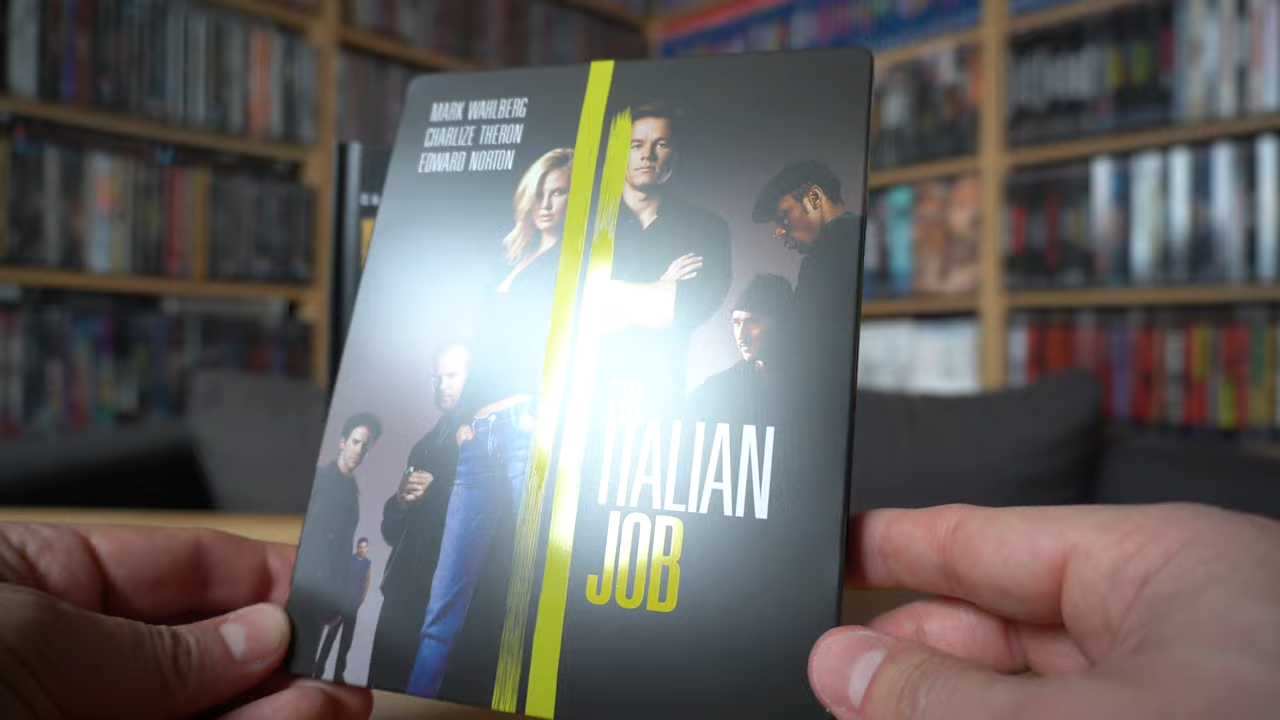 MARK WAHLBERG
CHARLIZE THERON
EDWARD NORTON
THE
ITALIAN
JOB